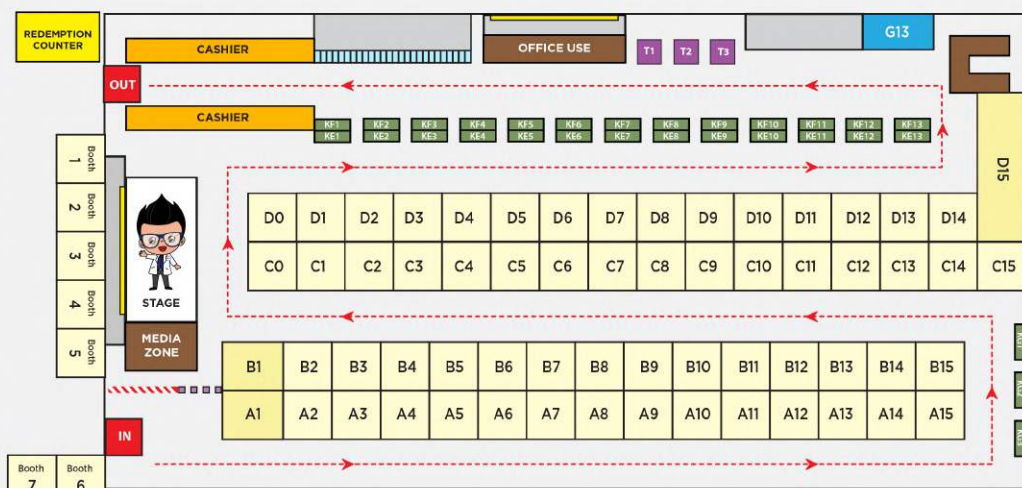 REDEMPTION
COUNTER
CASHIER
OFFICE USE
T1 T2 T3
G13
OUT
CASHIER
KF1 KF2 KF3 KF4 KF5 KF6 KF7 KF8 KF9 KF10 KF11 KF12 KF13
KE1 KE2 KE3 KE4 KE5 KE6 KE7 KE8 KE9 KE10 KE11 KE12 KE13
Booth
1
Booth
2
Booth
3
Booth
4
Booth
5
STAGE
MEDIA
ZONE
D15
D0 D1 D2 D3 D4 D5 D6 D7 D8 D9 D10 D11 D12 D13 D14
C0 C1 C2 C3 C4 C5 C6 C7 C8 C9 C10 C11 C12 C13 C14 C15
B1 B2 B3 B4 B5 B6 B7 B8 B9 B10 B11 B12 B13 B14 B15
A1 A2 A3 A4 A5 A6 A7 A8 A9 A10 A11 A12 A13 A14 A15
KG1
KG2
KG3
IN
Booth
7
Booth
6